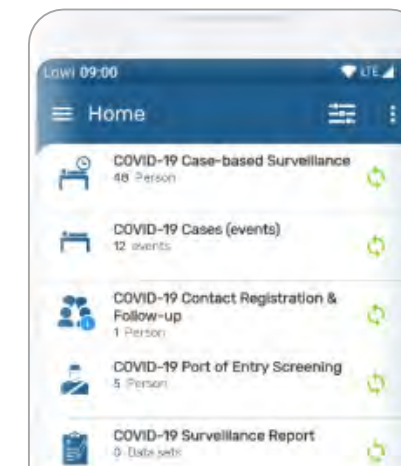 Lowi 09:00 LTE
Home
COVID-19 Case-based Surveillance
48 Person
COVID-19 Cases (events)
12 events
COVID-19 Contact Registration &
Follow-up
1 Person
COVID-19 Port of Entry Screening
5 Person
COVID-19 Surveillance Report
0 Data sets